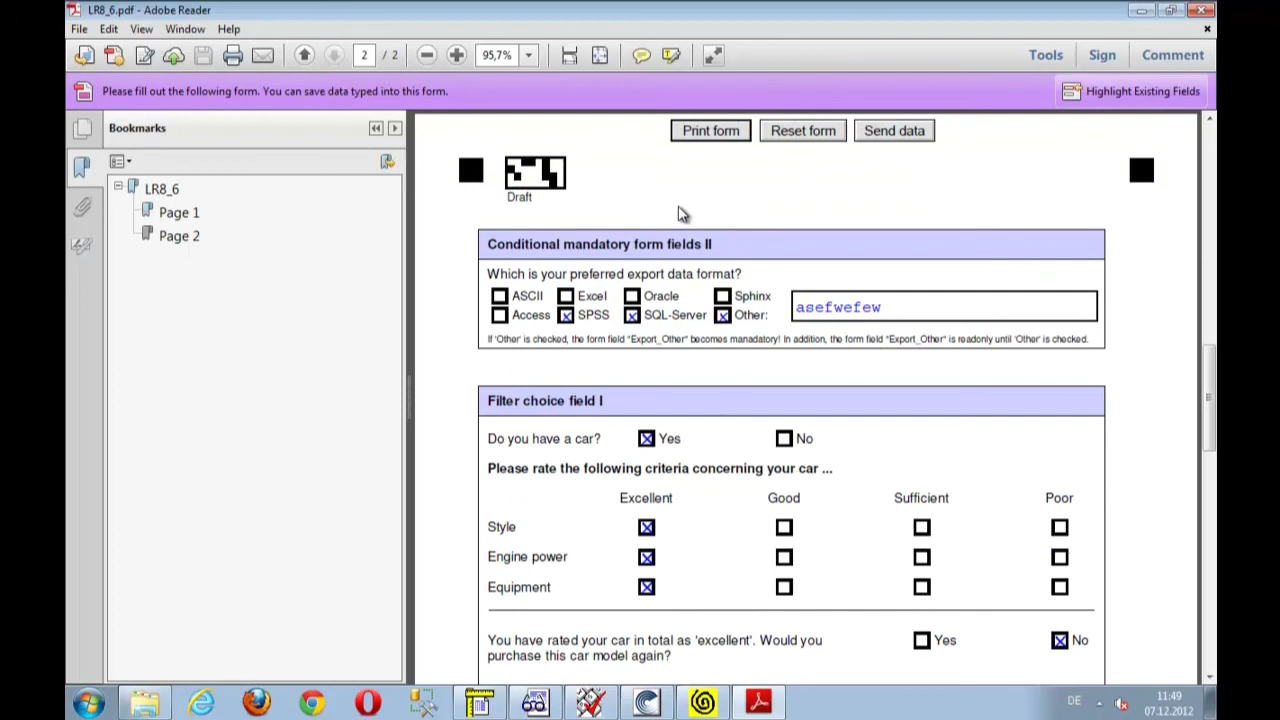 LR8_6.pdf - Adobe Reader
File Edit View Window Help
2 / 2 95,7% Tools Sign Comment
Please fill out the following form. You can save data typed into this form. Highlight Existing Fields
Bookmarks
LR8_6
Page 1
Page 2
Print form Reset form Send data
Draft
Conditional mandatory form fields II
Which is your preferred export data format?
ASCII Excel Oracle Sphinx
Access SPSS SQL-Server Other: asefwefew
If 'Other' is checked, the form field "Export_Other" becomes manadatory! In addition, the form field "Export_Other" is readonly until 'Other' is checked.
Filter choice field I
Do you have a car? Yes No
Please rate the following criteria concerning your car ...
Excellent Good Sufficient Poor
Style
Engine power
Equipment
You have rated your car in total as 'excellent'. Would you Yes No
purchase this car model again?
DE 11:49
07.12.2012